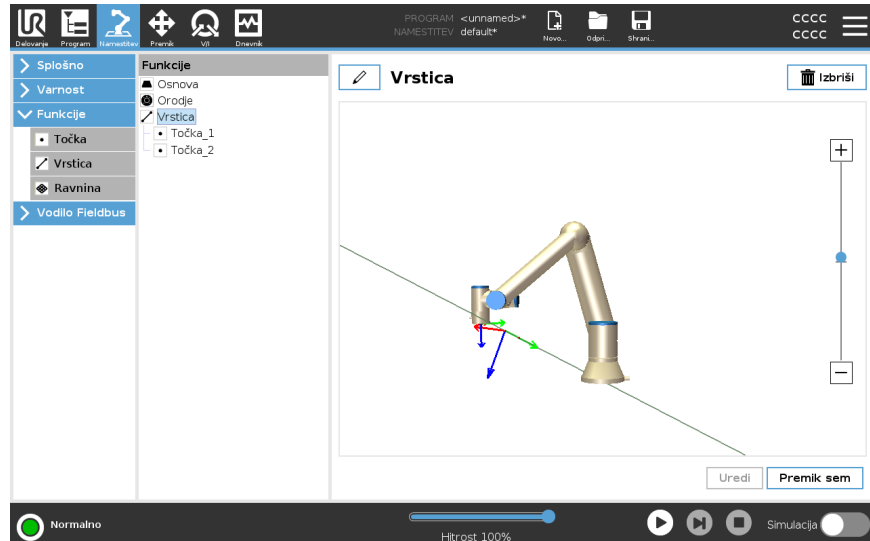 UR
Delovanje
Program
Namestitev
Premik
V/I
Dnevnik
PROGRAM <unnamed>*
NAMESTITEV default*
Novo...
Odpri...
Shrani...
cccc
cccc
Splošno
Varnost
Funkcije
Točka
Vrstica
Ravnina
Vodilo Fieldbus
Funkcije
Osnova
Orodje
Vrstica
Točka_1
Točka_2
Vrstica
Izbriši
Uredi
Premik sem
Normalno
Hitrost 100%
Simulacija